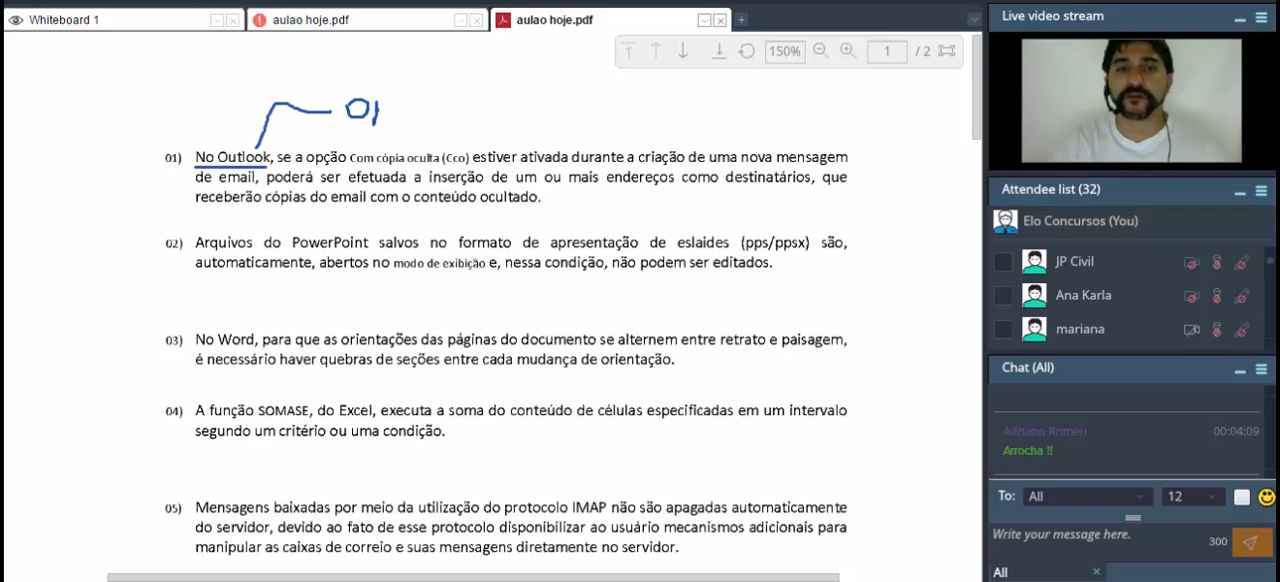 Whiteboard 1
aulao hoje.pdf
aulao hoje.pdf
+
150%
1
/ 2
01
01) No Outlook, se a opção Com cópia oculta (Cco) estiver ativada durante a criação de uma nova mensagem
de email, poderá ser efetuada a inserção de um ou mais endereços como destinatários, que
receberão cópias do email com o conteúdo ocultado.
02) Arquivos do PowerPoint salvos no formato de apresentação de eslaides (pps/ppsx) são,
automaticamente, abertos no modo de exibição e, nessa condição, não podem ser editados.
03) No Word, para que as orientações das páginas do documento se alternem entre retrato e paisagem,
é necessário haver quebras de seções entre cada mudança de orientação.
04) A função SOMASE, do Excel, executa a soma do conteúdo de células especificadas em um intervalo
segundo um critério ou uma condição.
05) Mensagens baixadas por meio da utilização do protocolo IMAP não são apagadas automaticamente
do servidor, devido ao fato de esse protocolo disponibilizar ao usuário mecanismos adicionais para
manipular as caixas de correio e suas mensagens diretamente no servidor.
Live video stream
Attendee list (32)
Elo Concursos (You)
JP Civil
Ana Karla
mariana
Chat (All)
Adriano Romeu 00:04:09
Arrocha !!
To: All 12
Write your message here. 300
All